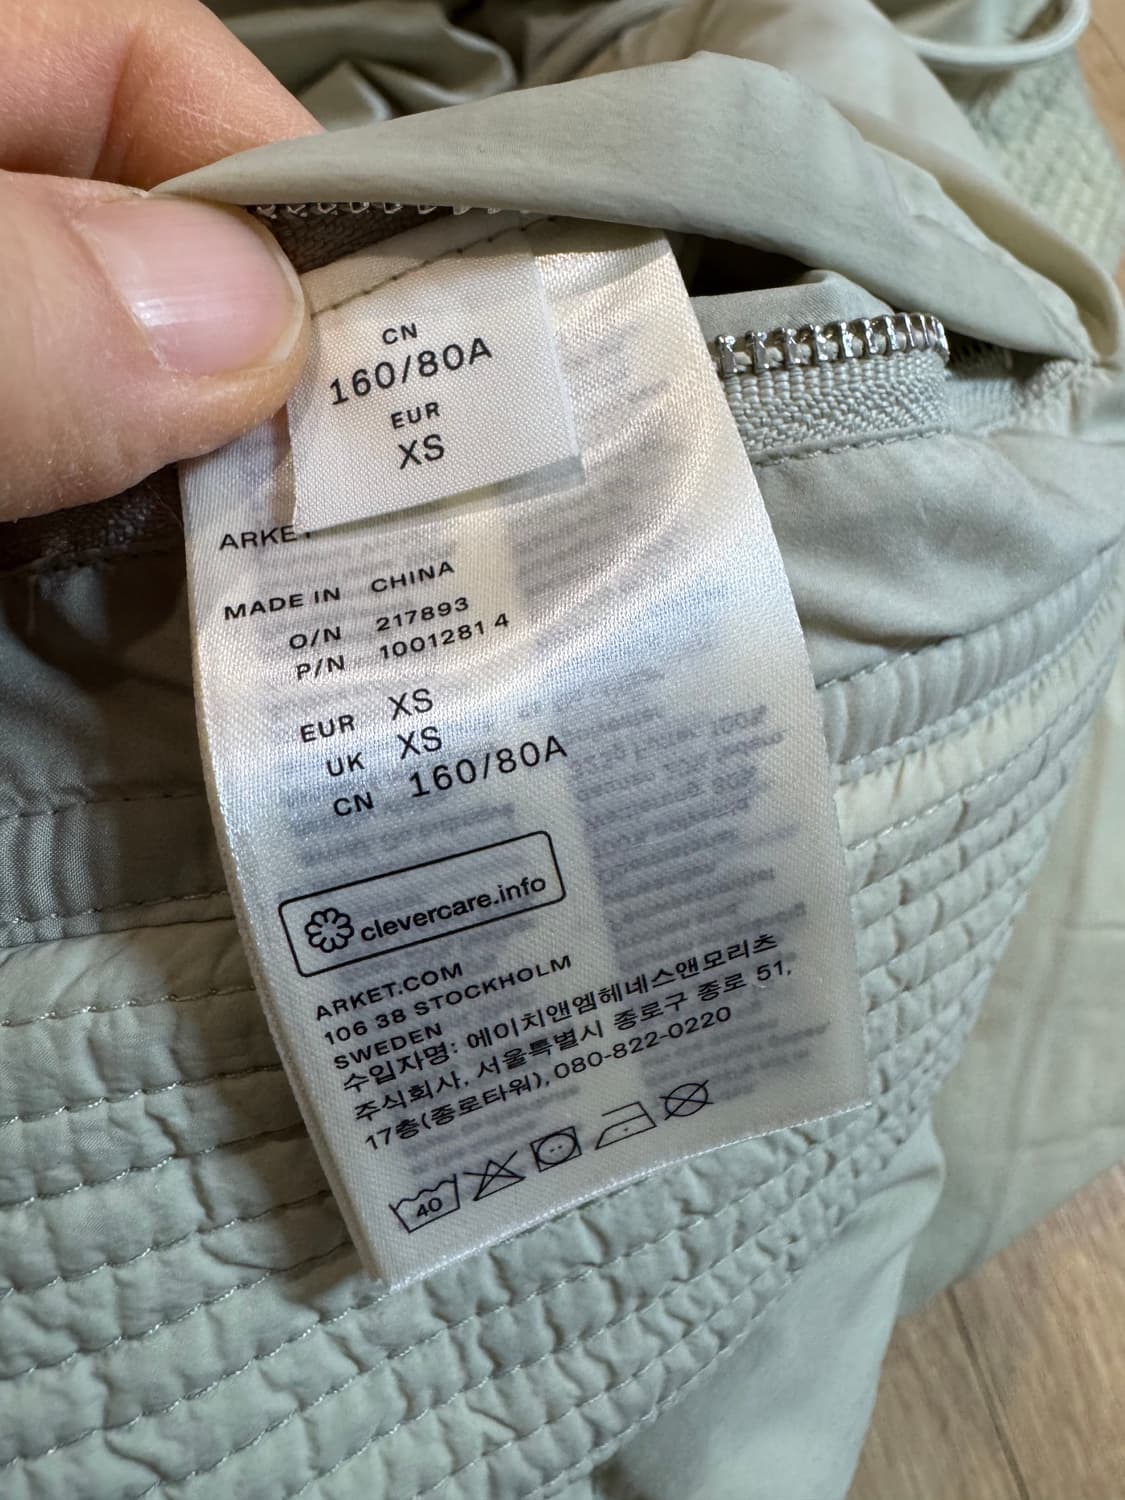 CN
160/80A
EUR
XS
ARKET
MADE IN CHINA
O/N 217893
P/N 1001281 4
EUR XS
UK XS
CN 160/80A
clevercare.info
ARKET.COM
106 38 STOCKHOLM
SWEDEN
수입자명: 에이치앤엠헤네스앤모리츠
주식회사, 서울특별시 종로구 종로 51,
17층(종로타워), 080-822-0220
40